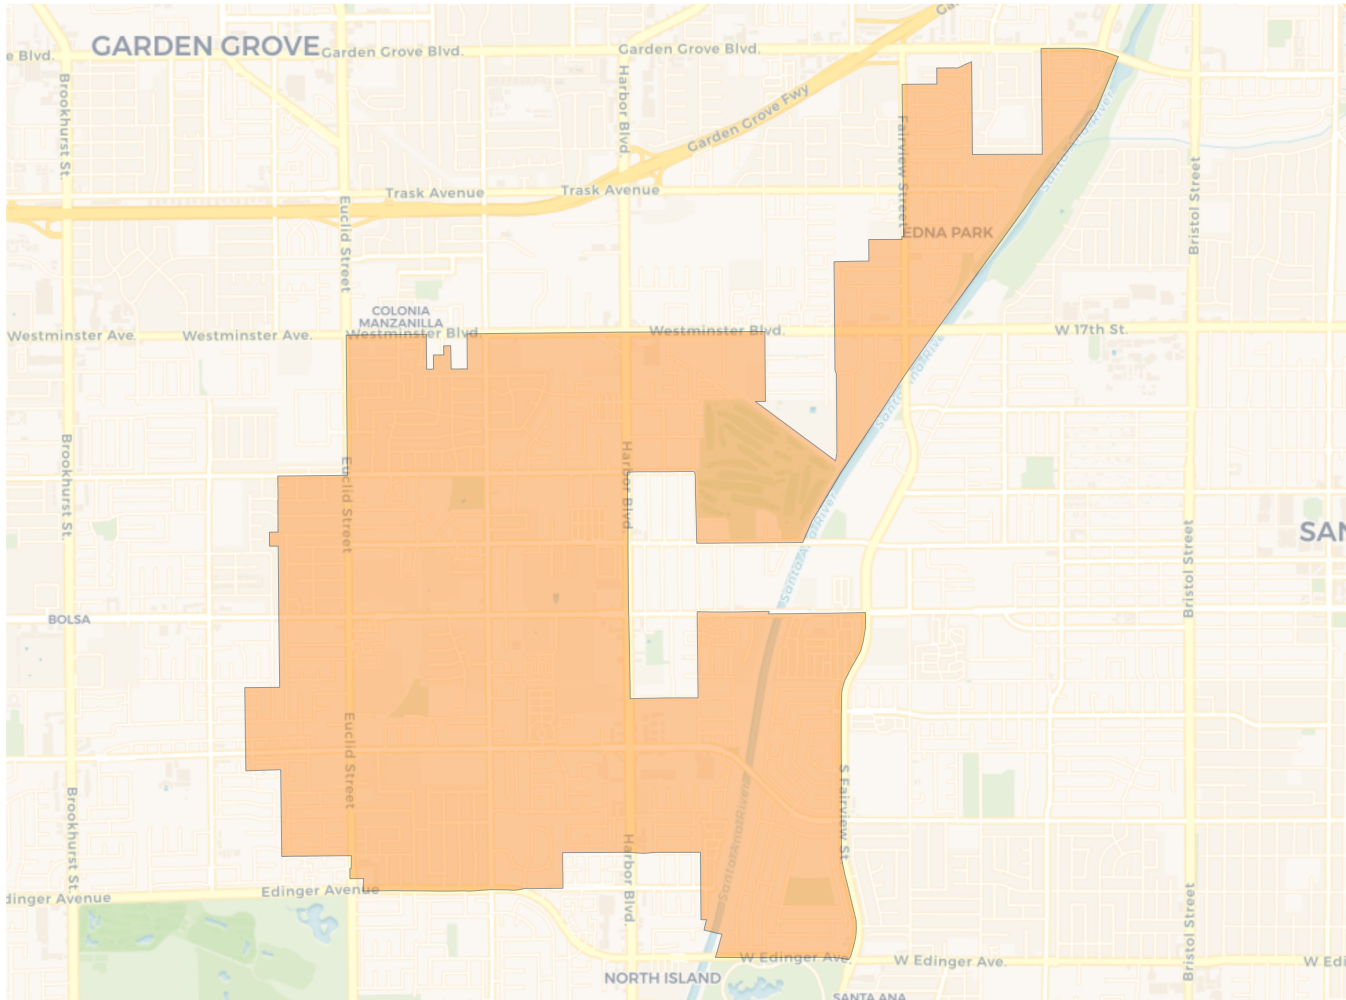 Ga
GARDEN GROVE
e Blvd.
Garden Grove Blvd.
Garden Grove Blvd.
Brookhurst St.
Harbor Blvd.
Garden Grove Fwy
Fairview Street
Santa Ana River
Trask Avenue
Trask Avenue
Euclid Street
Bristol Street
EDNA PARK
COLONIA
MANZANILLA
Westminster Ave.
Westminster Ave.
Westminster Blvd.
Westminster Blvd.
W 17th St.
Santa Ana River
Brookhurst St.
Euclid Street
Harbor Blvd.
Santa Ana River
Bristol Street
SAN
BOLSA
Euclid Street
S Fairview St
Brookhurst St.
Harbor Blvd.
Santa Ana River
Bristol Street
dinger Avenue
Edinger Avenue
W Edinger Ave.
W Edinger Ave.
W Edi
NORTH ISLAND
SANTA ANA